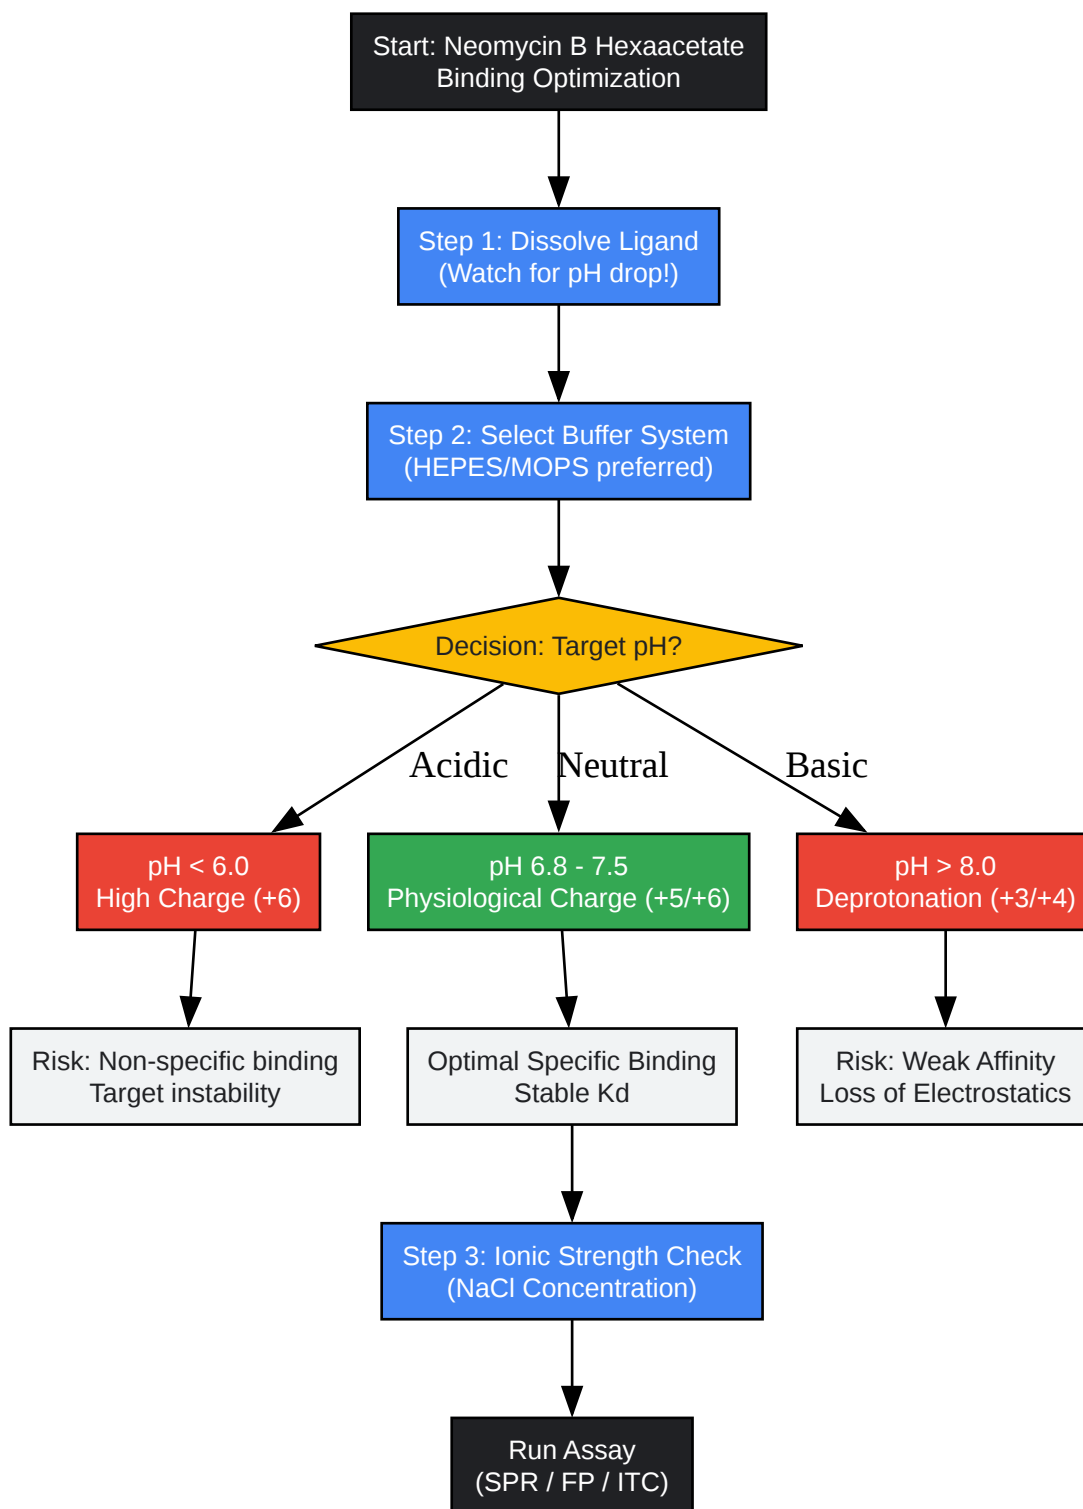 Start: Neomycin B Hexaacetate
Binding Optimization
Step 1: Dissolve Ligand
(Watch for pH drop!)
Step 2: Select Buffer System
(HEPES/MOPS preferred)
Decision: Target pH?
Acidic
Neutral
Basic
pH < 6.0
High Charge (+6)
pH 6.8 - 7.5
Physiological Charge (+5/+6)
pH > 8.0
Deprotonation (+3/+4)
Risk: Non-specific binding
Target instability
Optimal Specific Binding
Stable Kd
Risk: Weak Affinity
Loss of Electrostatics
Step 3: Ionic Strength Check
(NaCl Concentration)
Run Assay
(SPR / FP / ITC)